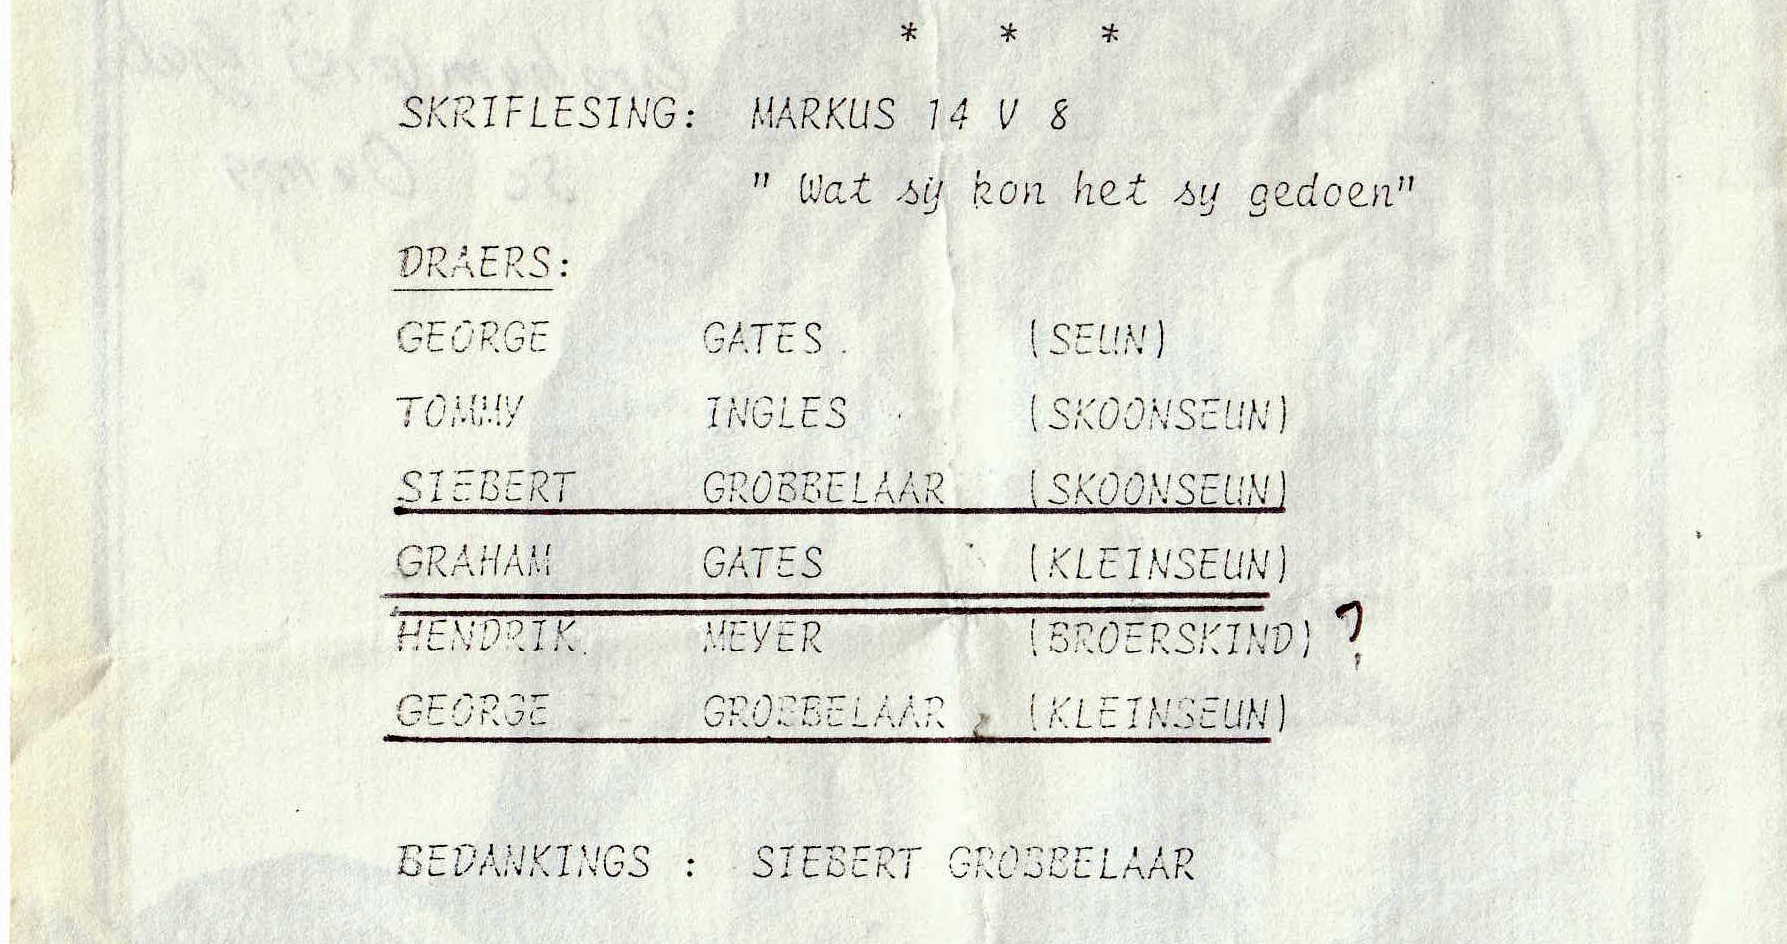 * * *
SKRIFLESING: MARKUS 14 V 8
" Wat sy kon het sy gedoen"
DRAERS:
GEORGE GATES. (SEUN)
TOMMY INGLES (SKOONSEUN)
SIEBERT GROBBELAAR (SKOONSEUN)
GRAHAM GATES (KLEINSEUN)
HENDRIK. MEYER (BROERSKIND) ?
GEORGE GROBBELAAR (KLEINSEUN)
BEDANKINGS : SIEBERT GROBBELAAR